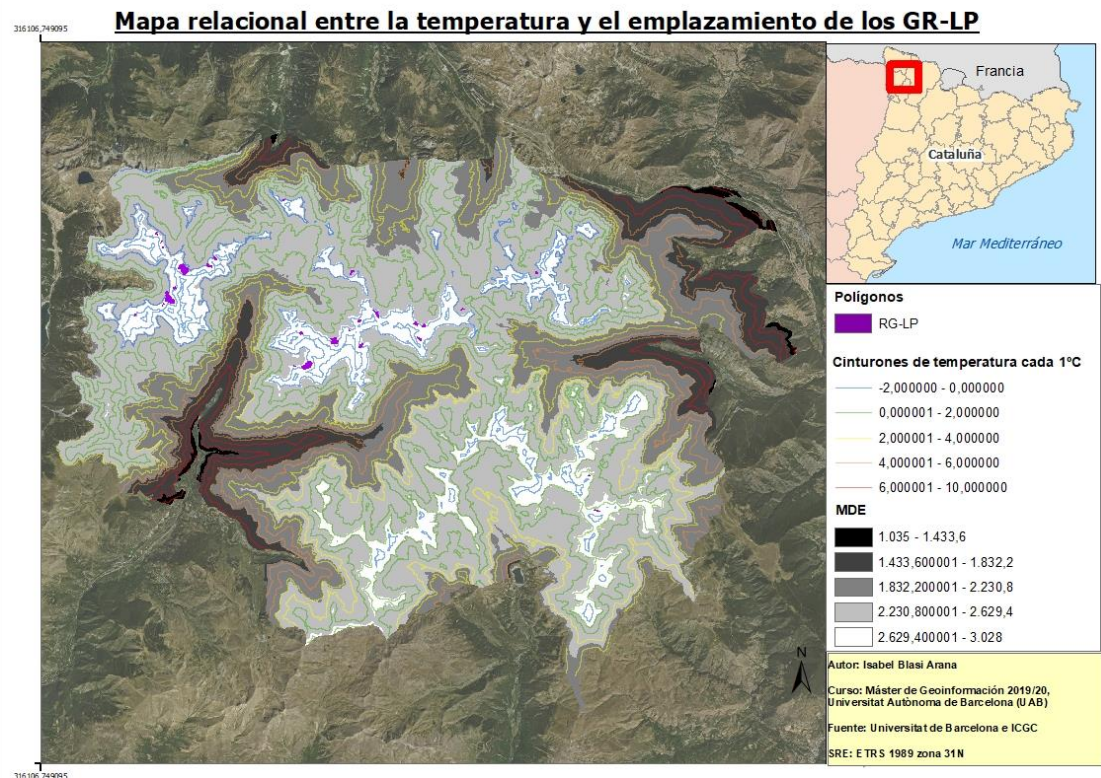 Mapa relacional entre la temperatura y el emplazamiento de los GR-LP
316106,749095
Francia
Cataluña
Mar Mediterráneo
Polígonos
RG-LP
Cinturones de temperatura cada 1ºC
-2,000000 - 0,000000
0,000001 - 2,000000
2,000001 - 4,000000
4,000001 - 6,000000
6,000001 - 10,000000
MDE
1.035 - 1.433,6
1.433,600001 - 1.832,2
1.832,200001 - 2.230,8
2.230,800001 - 2.629,4
2.629,400001 - 3.028
N
Autor: Isabel Blasi Arana
Curso: Máster de Geoinformación 2019/20,
Universitat Autònoma de Barcelona (UAB)
Fuente: Universitat de Barcelona e ICGC
SRE: ETRS 1989 zona 31N
316106,749095